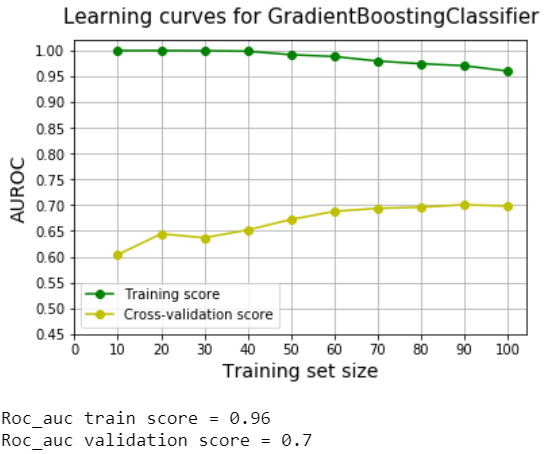 Learning curves for GradientBoostingClassifier
1.00
0.95
0.90
0.85
0.80
0.75
0.70
0.65
0.60
0.55
0.50
0.45
AUROC
Training score
Cross-validation score
0 10 20 30 40 50 60 70 80 90 100
Training set size
Roc_auc train score = 0.96
Roc_auc validation score = 0.7